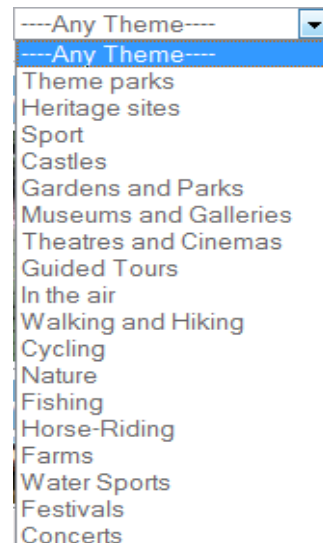 ----Any Theme----
----Any Theme----
Theme parks
Heritage sites
Sport
Castles
Gardens and Parks
Museums and Galleries
Theatres and Cinemas
Guided Tours
In the air
Walking and Hiking
Cycling
Nature
Fishing
Horse-Riding
Farms
Water Sports
Festivals
Concerts